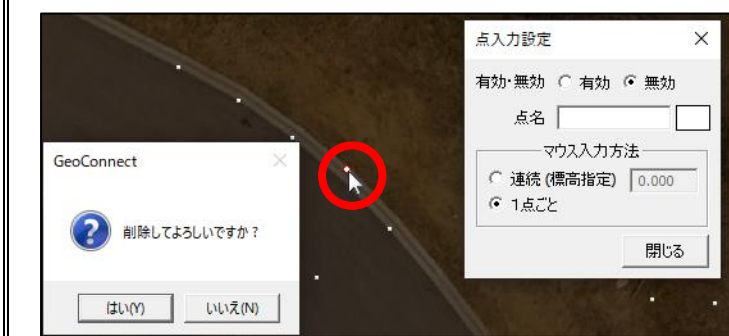 点入力設定
有効・無効 有効 無効
点名
マウス入力方法
連続 (標高指定) 0.000
1点ごと
閉じる
GeoConnect
削除してよろしいですか?
はい(Y) いいえ(N)